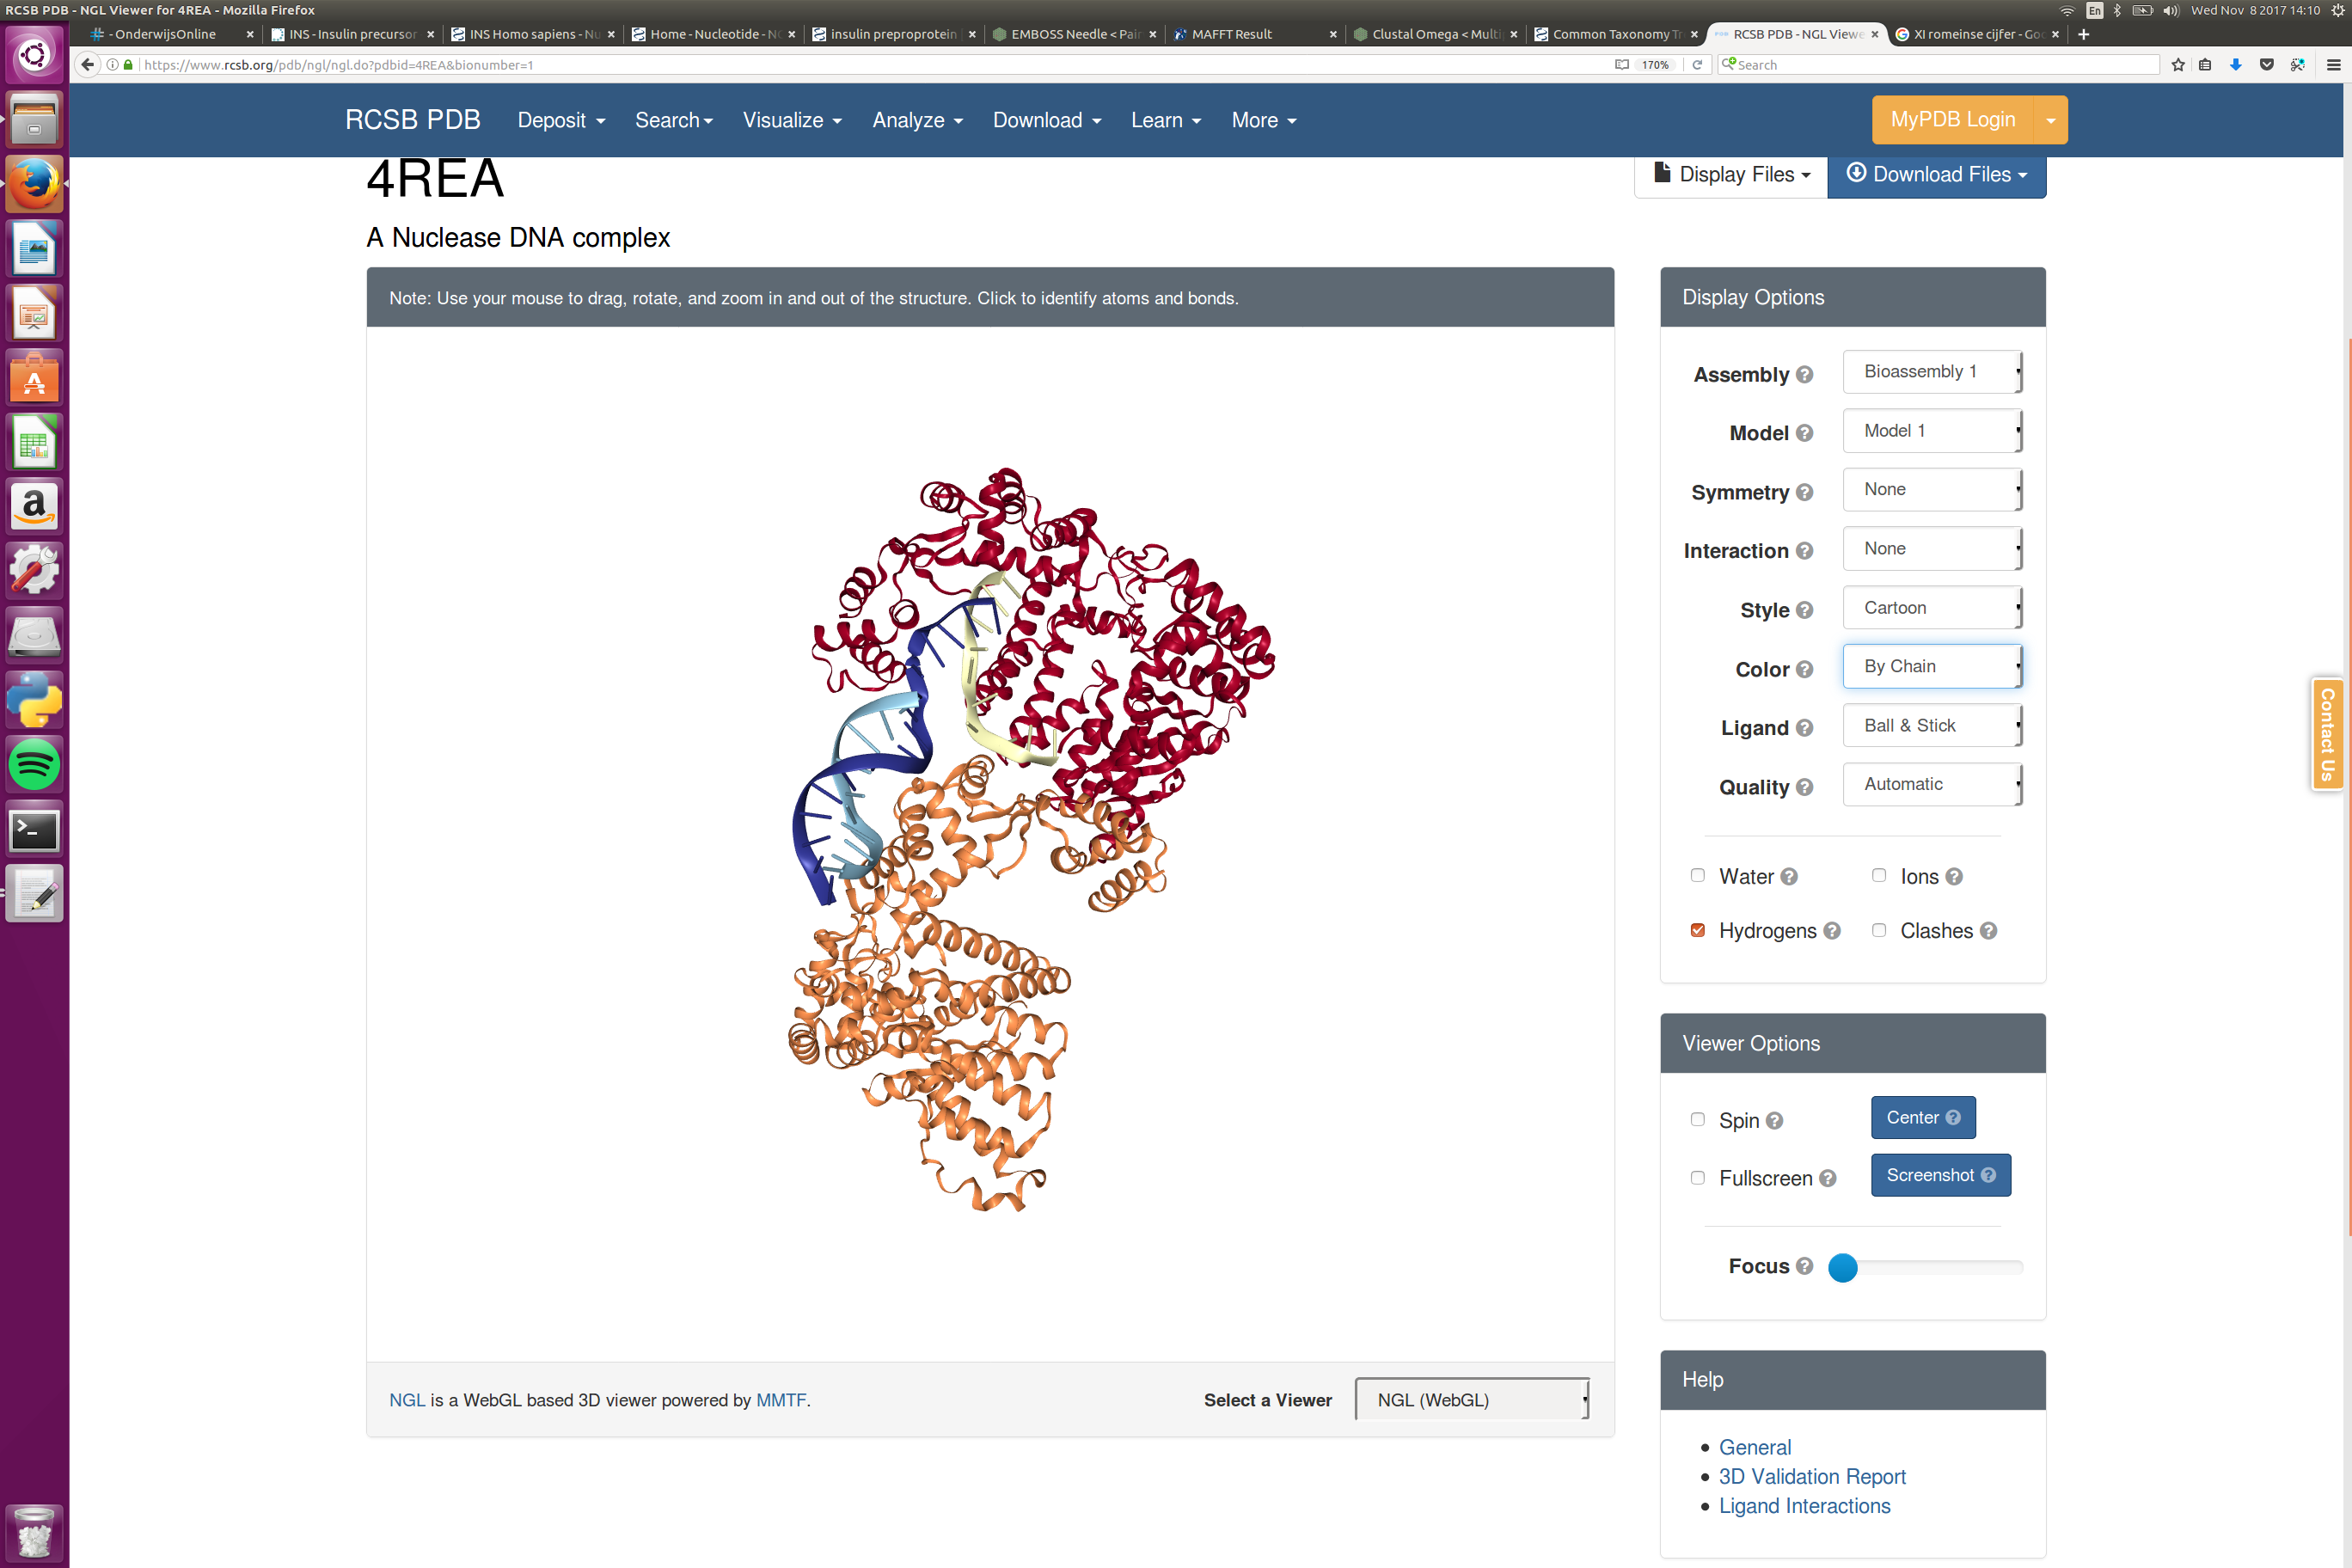 RCSB PDB - NGL Viewer for 4REA - Mozilla Firefox
En
Wed Nov 8 2017 14:10
- OnderwijsOnline
INS - Insulin precursor
INS Homo sapiens - Nu
Home - Nucleotide - NC
insulin preproprotein
EMBOSS Needle < Pair
MAFFT Result
Clustal Omega < Multi
Common Taxonomy Tr
RCSB PDB - NGL Viewe
XI romeinse cijfer - Goo
https://www.rcsb.org/pdb/ngl/ngl.do?pdbid=4REA&bionumber=1
170%
Search
RCSB PDB
Deposit
Search
Visualize
Analyze
Download
Learn
More
MyPDB Login
4REA
Display Files
Download Files
A Nuclease DNA complex
Note: Use your mouse to drag, rotate, and zoom in and out of the structure. Click to identify atoms and bonds.
Display Options
Assembly ? Bioassembly 1
Model ? Model 1
Symmetry ? None
Interaction ? None
Style ? Cartoon
Color ? By Chain
Ligand ? Ball & Stick
Quality ? Automatic
Water ? Ions ?
Hydrogens ? Clashes ?
Contact Us
Viewer Options
Spin ? Center ?
Fullscreen ? Screenshot ?
Focus ?
NGL is a WebGL based 3D viewer powered by MMTF.
Select a Viewer NGL (WebGL)
Help
General
3D Validation Report
Ligand Interactions